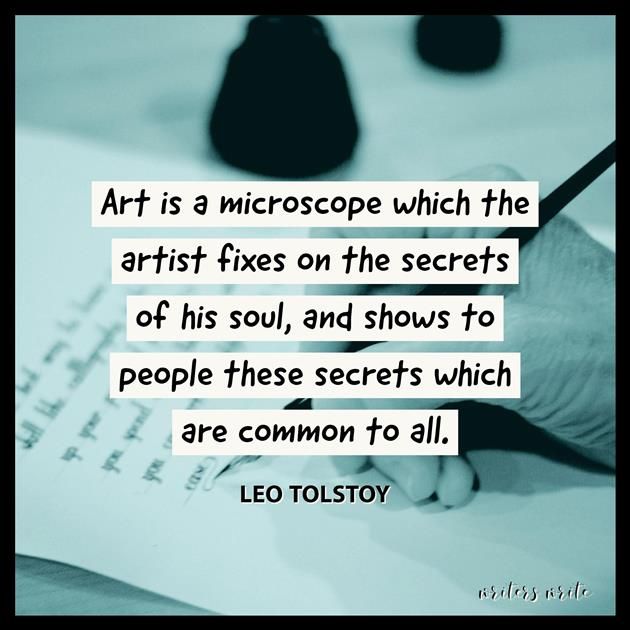 Art is a microscope which the
artist fixes on the secrets
of his soul, and shows to
people these secrets which
are common to all.
LEO TOLSTOY
writers write